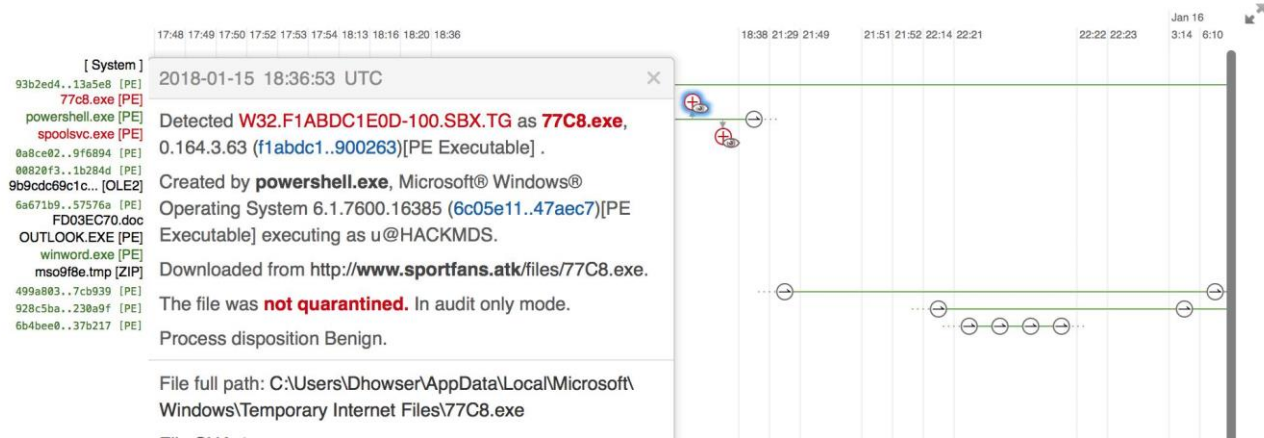 Jan 16
17:48 17:49 17:50 17:52 17:53 17:54 18:13 18:16 18:20 18:36 18:38 21:29 21:49 21:51 21:52 22:14 22:21 22:22 22:23 3:14 6:10
[ System ]
93b2ed4..13a5e8 [PE]
77c8.exe [PE]
powershell.exe [PE]
spoolsvc.exe [PE]
0a8ce02..9f6894 [PE]
00820f3..1b284d [PE]
9b9cdc69c1c... [OLE2]
6a671b9..57576a [PE]
FD03EC70.doc
OUTLOOK.EXE [PE]
winword.exe [PE]
mso9f8e.tmp [ZIP]
499a803..7cb939 [PE]
928c5ba..230a9f [PE]
6b4bee0..37b217 [PE]
2018-01-15 18:36:53 UTC
Detected W32.F1ABDC1E0D-100.SBX.TG as 77C8.exe,
0.164.3.63 (f1abdc1..900263)[PE Executable] .
Created by powershell.exe, Microsoft® Windows®
Operating System 6.1.7600.16385 (6c05e11..47aec7)[PE
Executable] executing as u@HACKMDS.
Downloaded from http://www.sportfans.atk/files/77C8.exe.
The file was not quarantined. In audit only mode.
Process disposition Benign.
File full path: C:\Users\Dhowser\AppData\Local\Microsoft\
Windows\Temporary Internet Files\77C8.exe